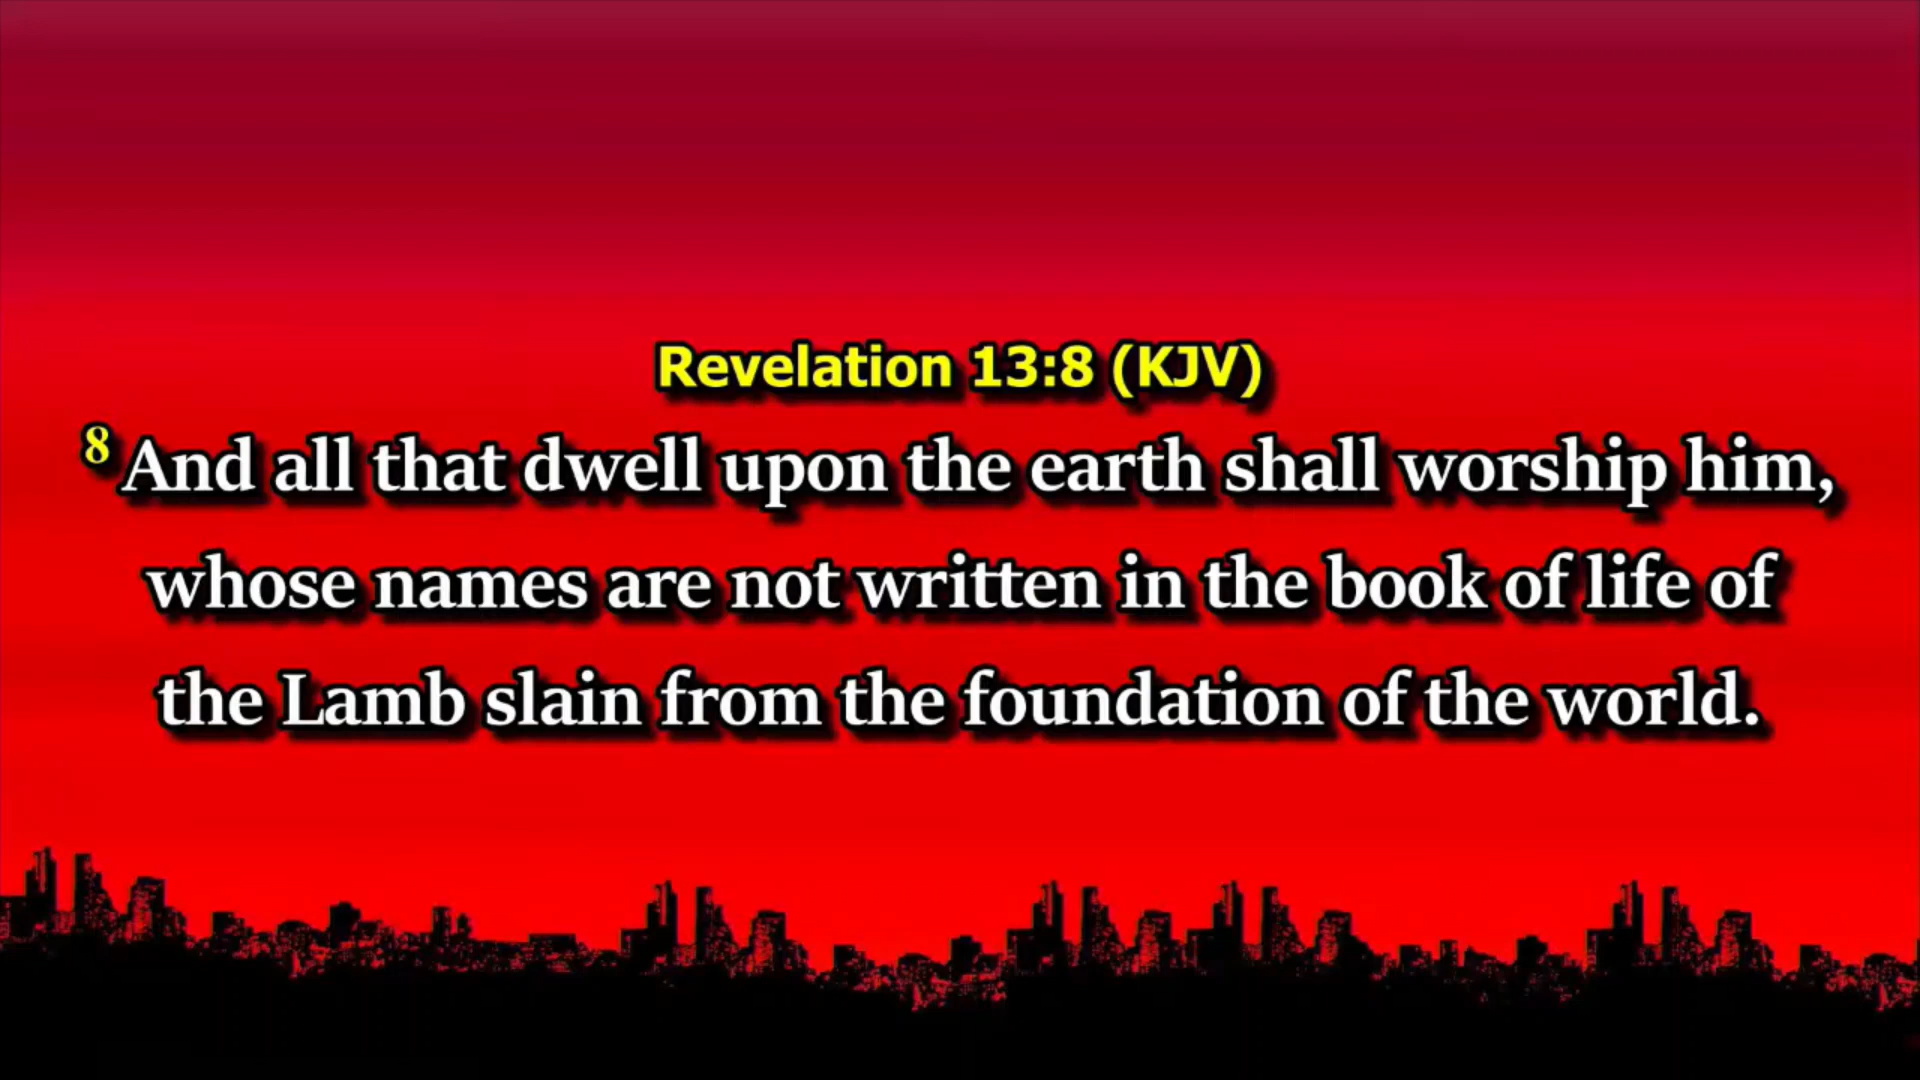 Revelation 13:8 (KJV)
8 And all that dwell upon the earth shall worship him,
whose names are not written in the book of life of
the Lamb slain from the foundation of the world.